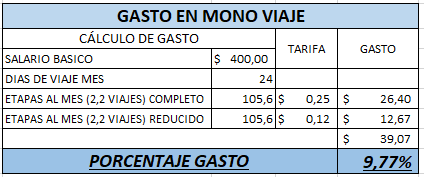 GASTO EN MONO VIAJE
CÁLCULO DE GASTO TARIFA GASTO
SALARIO BASICO $ 400,00
DIAS DE VIAJE MES 24
ETAPAS AL MES (2,2 VIAJES) COMPLETO 105,6 $ 0,25 $ 26,40
ETAPAS AL MES (2,2 VIAJES) REDUCIDO 105,6 $ 0,12 $ 12,67
$ 39,07
PORCENTAJE GASTO 9,77%